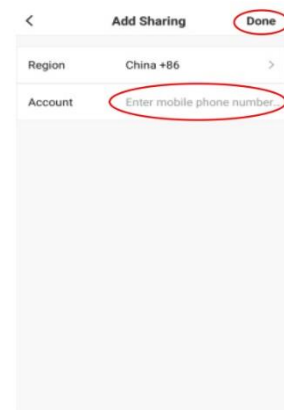 < Add Sharing Done
Region China +86 >
Account Enter mobile phone number...